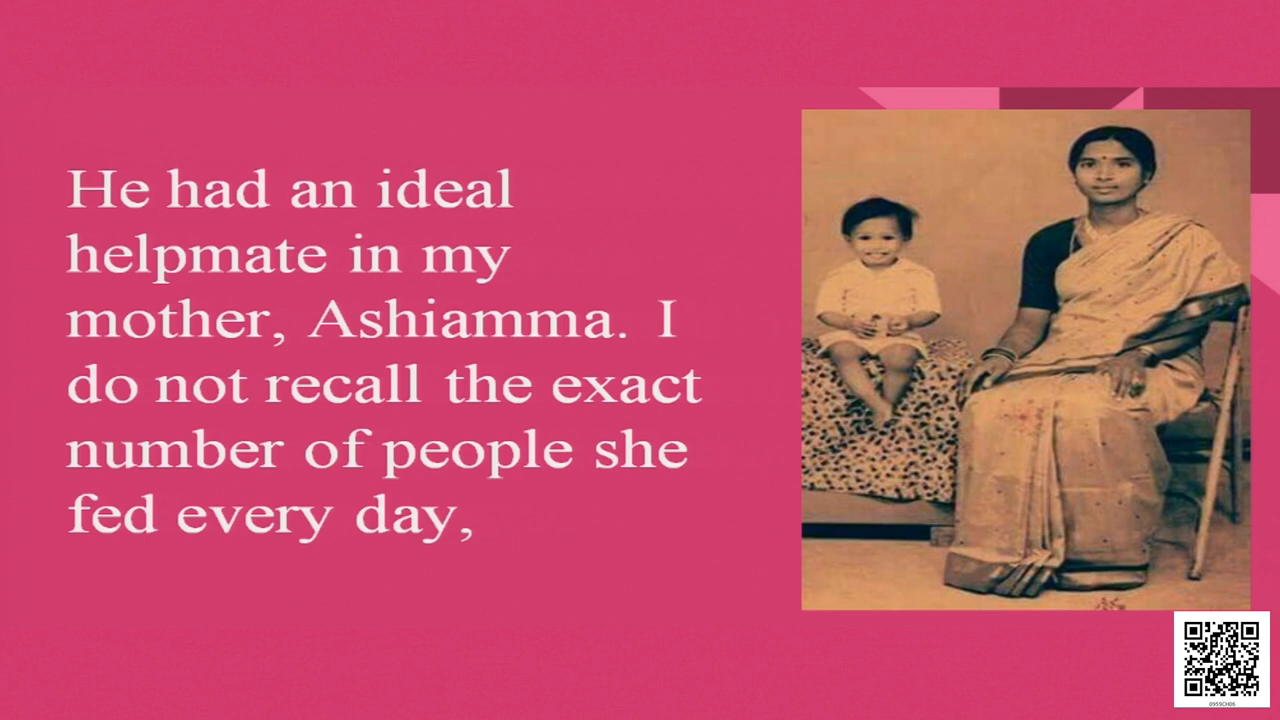 He had an ideal
helpmate in my
mother, Ashiamma. I
do not recall the exact
number of people she
fed every day,
0959CH06